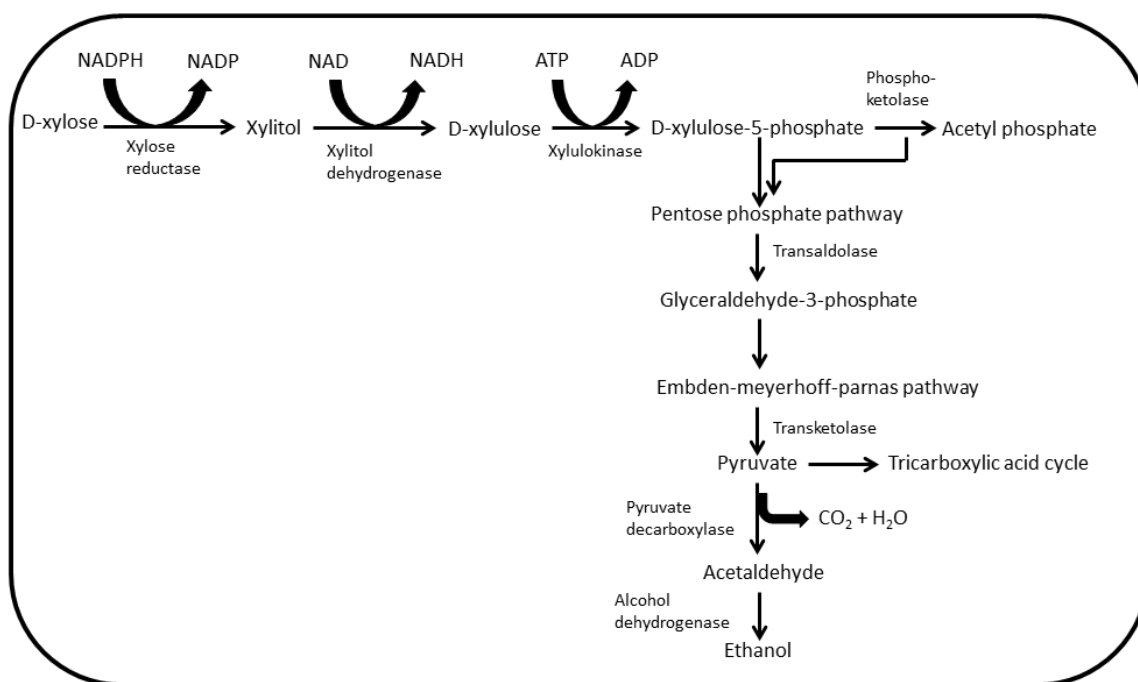 NADPH NADP NAD NADH ATP ADP
Phospho-
ketolase
D-xylose Xylitol D-xylulose D-xylulose-5-phosphate Acetyl phosphate
Xylose
reductase
Xylitol
dehydrogenase
Xylulokinase
Pentose phosphate pathway
Transaldolase
Glyceraldehyde-3-phosphate
Embden-meyerhoff-parnas pathway
Transketolase
Pyruvate Tricarboxylic acid cycle
Pyruvate
decarboxylase
CO₂ + H₂O
Acetaldehyde
Alcohol
dehydrogenase
Ethanol